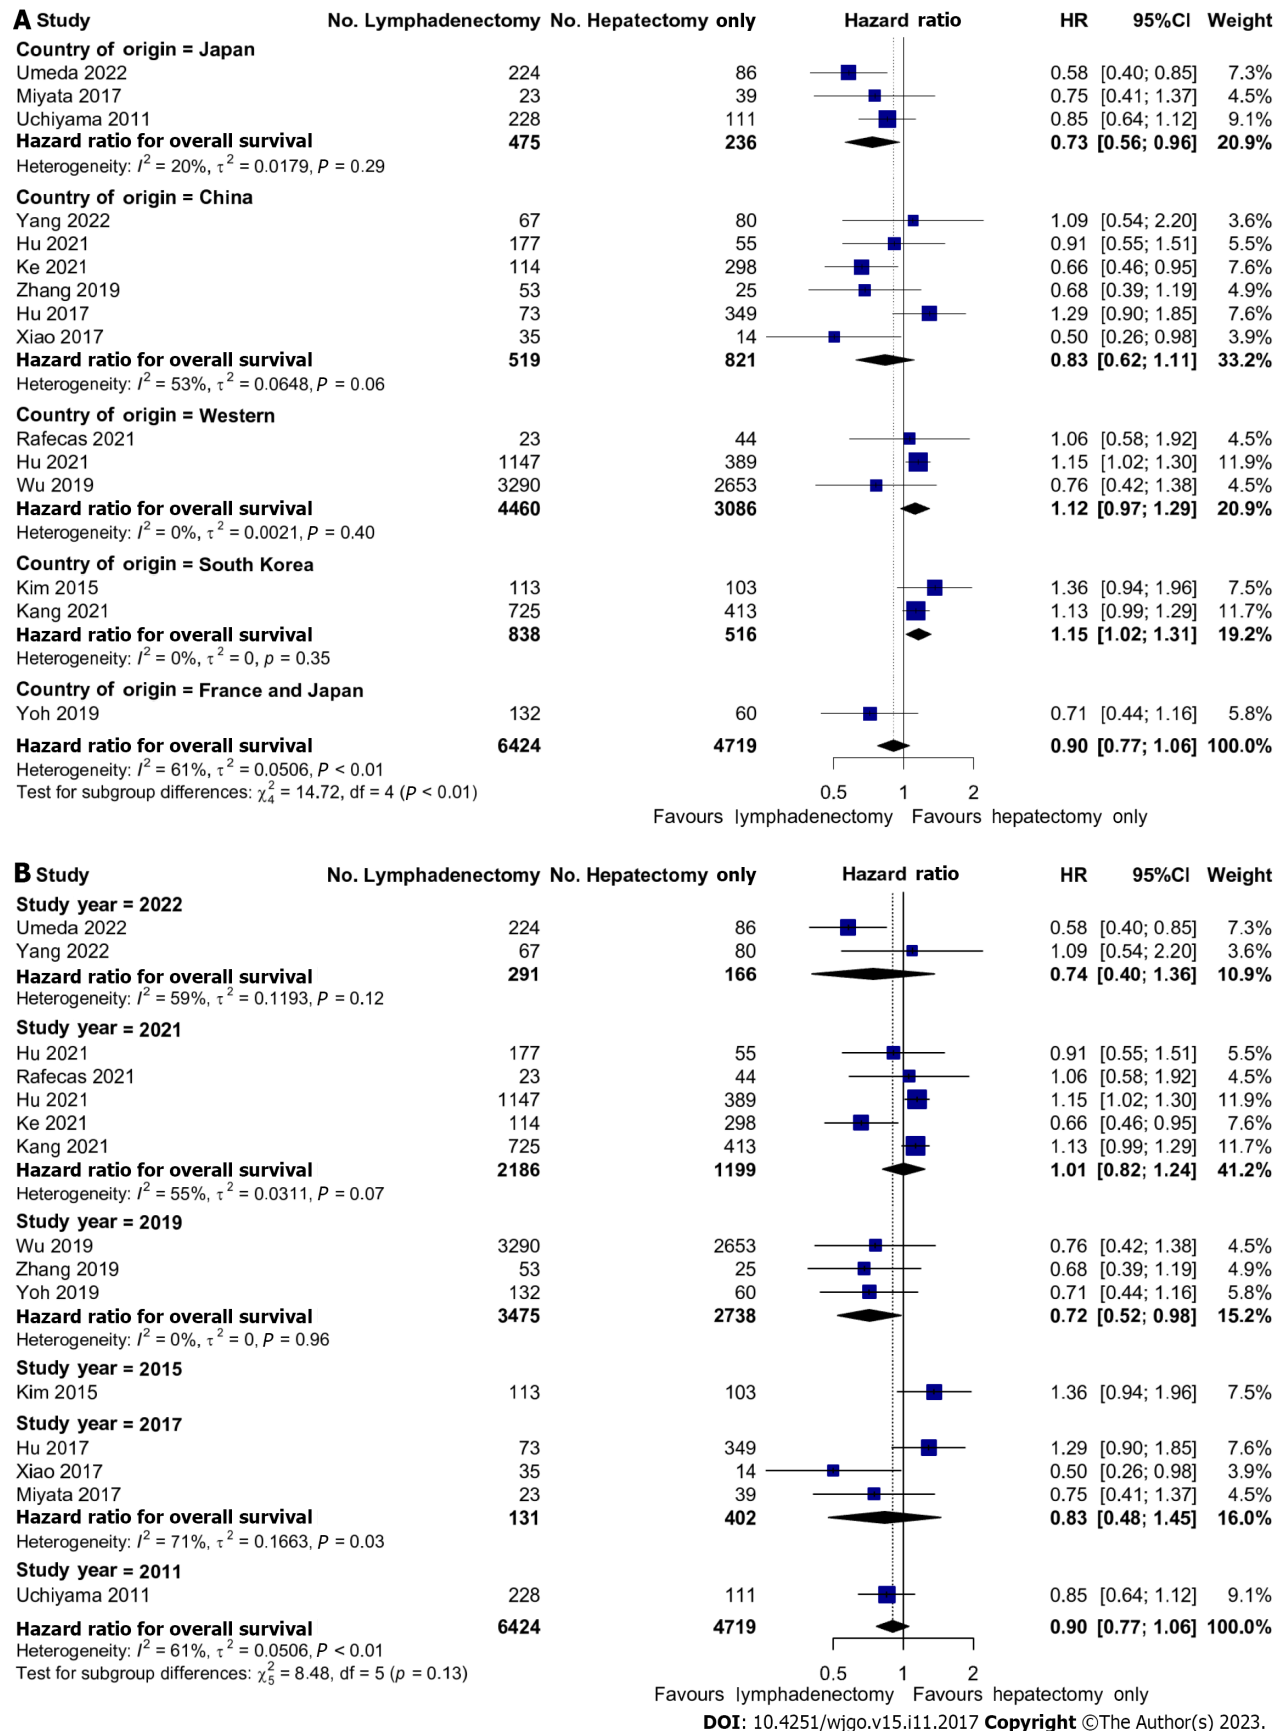 A Study No. Lymphadenectomy No. Hepatectomy only Hazard ratio HR 95%CI Weight
Country of origin = Japan
Umeda 2022 224 86 0.58 [0.40; 0.85] 7.3%
Miyata 2017 23 39 0.75 [0.41; 1.37] 4.5%
Uchiyama 2011 228 111 0.85 [0.64; 1.12] 9.1%
Hazard ratio for overall survival 475 236 0.73 [0.56; 0.96] 20.9%
Heterogeneity: I² = 20%, τ² = 0.0179, P = 0.29
Country of origin = China
Yang 2022 67 80 1.09 [0.54; 2.20] 3.6%
Hu 2021 177 55 0.91 [0.55; 1.51] 5.5%
Ke 2021 114 298 0.66 [0.46; 0.95] 7.6%
Zhang 2019 53 25 0.68 [0.39; 1.19] 4.9%
Hu 2017 73 349 1.29 [0.90; 1.85] 7.6%
Xiao 2017 35 14 0.50 [0.26; 0.98] 3.9%
Hazard ratio for overall survival 519 821 0.83 [0.62; 1.11] 33.2%
Heterogeneity: I² = 53%, τ² = 0.0648, P = 0.06
Country of origin = Western
Rafecas 2021 23 44 1.06 [0.58; 1.92] 4.5%
Hu 2021 1147 389 1.15 [1.02; 1.30] 11.9%
Wu 2019 3290 2653 0.76 [0.42; 1.38] 4.5%
Hazard ratio for overall survival 4460 3086 1.12 [0.97; 1.29] 20.9%
Heterogeneity: I² = 0%, τ² = 0.0021, P = 0.40
Country of origin = South Korea
Kim 2015 113 103 1.36 [0.94; 1.96] 7.5%
Kang 2021 725 413 1.13 [0.99; 1.29] 11.7%
Hazard ratio for overall survival 838 516 1.15 [1.02; 1.31] 19.2%
Heterogeneity: I² = 0%, τ² = 0, p = 0.35
Country of origin = France and Japan
Yoh 2019 132 60 0.71 [0.44; 1.16] 5.8%
Hazard ratio for overall survival 6424 4719 0.90 [0.77; 1.06] 100.0%
Heterogeneity: I² = 61%, τ² = 0.0506, P < 0.01
Test for subgroup differences: χ²₄ = 14.72, df = 4 (P < 0.01)
0.5 1 2
Favours lymphadenectomy Favours hepatectomy only
B Study No. Lymphadenectomy No. Hepatectomy only Hazard ratio HR 95%CI Weight
Study year = 2022
Umeda 2022 224 86 0.58 [0.40; 0.85] 7.3%
Yang 2022 67 80 1.09 [0.54; 2.20] 3.6%
Hazard ratio for overall survival 291 166 0.74 [0.40; 1.36] 10.9%
Heterogeneity: I² = 59%, τ² = 0.1193, P = 0.12
Study year = 2021
Hu 2021 177 55 0.91 [0.55; 1.51] 5.5%
Rafecas 2021 23 44 1.06 [0.58; 1.92] 4.5%
Hu 2021 1147 389 1.15 [1.02; 1.30] 11.9%
Ke 2021 114 298 0.66 [0.46; 0.95] 7.6%
Kang 2021 725 413 1.13 [0.99; 1.29] 11.7%
Hazard ratio for overall survival 2186 1199 1.01 [0.82; 1.24] 41.2%
Heterogeneity: I² = 55%, τ² = 0.0311, P = 0.07
Study year = 2019
Wu 2019 3290 2653 0.76 [0.42; 1.38] 4.5%
Zhang 2019 53 25 0.68 [0.39; 1.19] 4.9%
Yoh 2019 132 60 0.71 [0.44; 1.16] 5.8%
Hazard ratio for overall survival 3475 2738 0.72 [0.52; 0.98] 15.2%
Heterogeneity: I² = 0%, τ² = 0, P = 0.96
Study year = 2015
Kim 2015 113 103 1.36 [0.94; 1.96] 7.5%
Study year = 2017
Hu 2017 73 349 1.29 [0.90; 1.85] 7.6%
Xiao 2017 35 14 0.50 [0.26; 0.98] 3.9%
Miyata 2017 23 39 0.75 [0.41; 1.37] 4.5%
Hazard ratio for overall survival 131 402 0.83 [0.48; 1.45] 16.0%
Heterogeneity: I² = 71%, τ² = 0.1663, P = 0.03
Study year = 2011
Uchiyama 2011 228 111 0.85 [0.64; 1.12] 9.1%
Hazard ratio for overall survival 6424 4719 0.90 [0.77; 1.06] 100.0%
Heterogeneity: I² = 61%, τ² = 0.0506, P < 0.01
Test for subgroup differences: χ²₅ = 8.48, df = 5 (p = 0.13)
0.5 1 2
Favours lymphadenectomy Favours hepatectomy only
DOI: 10.4251/wjgo.v15.i11.2017 Copyright ©The Author(s) 2023.